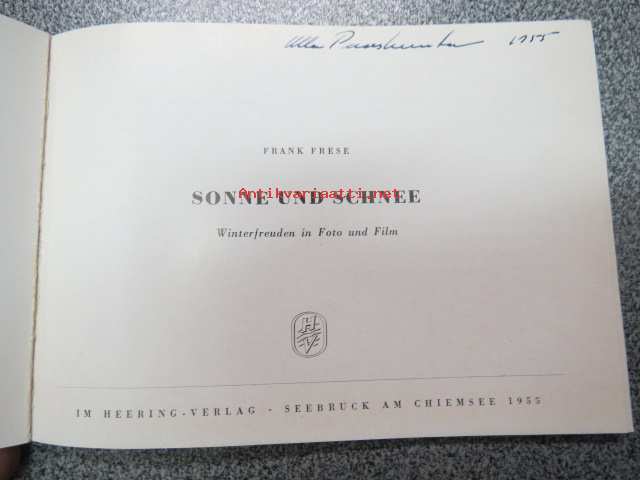 1955
FRANK FRESE
SONNE UND SCHNEE
Antikvariaatti.net
Winterfreuden in Foto und Film
H
V
IM HEERING-VERLAG · SEEBRUCK AM CHIEMSEE 1955